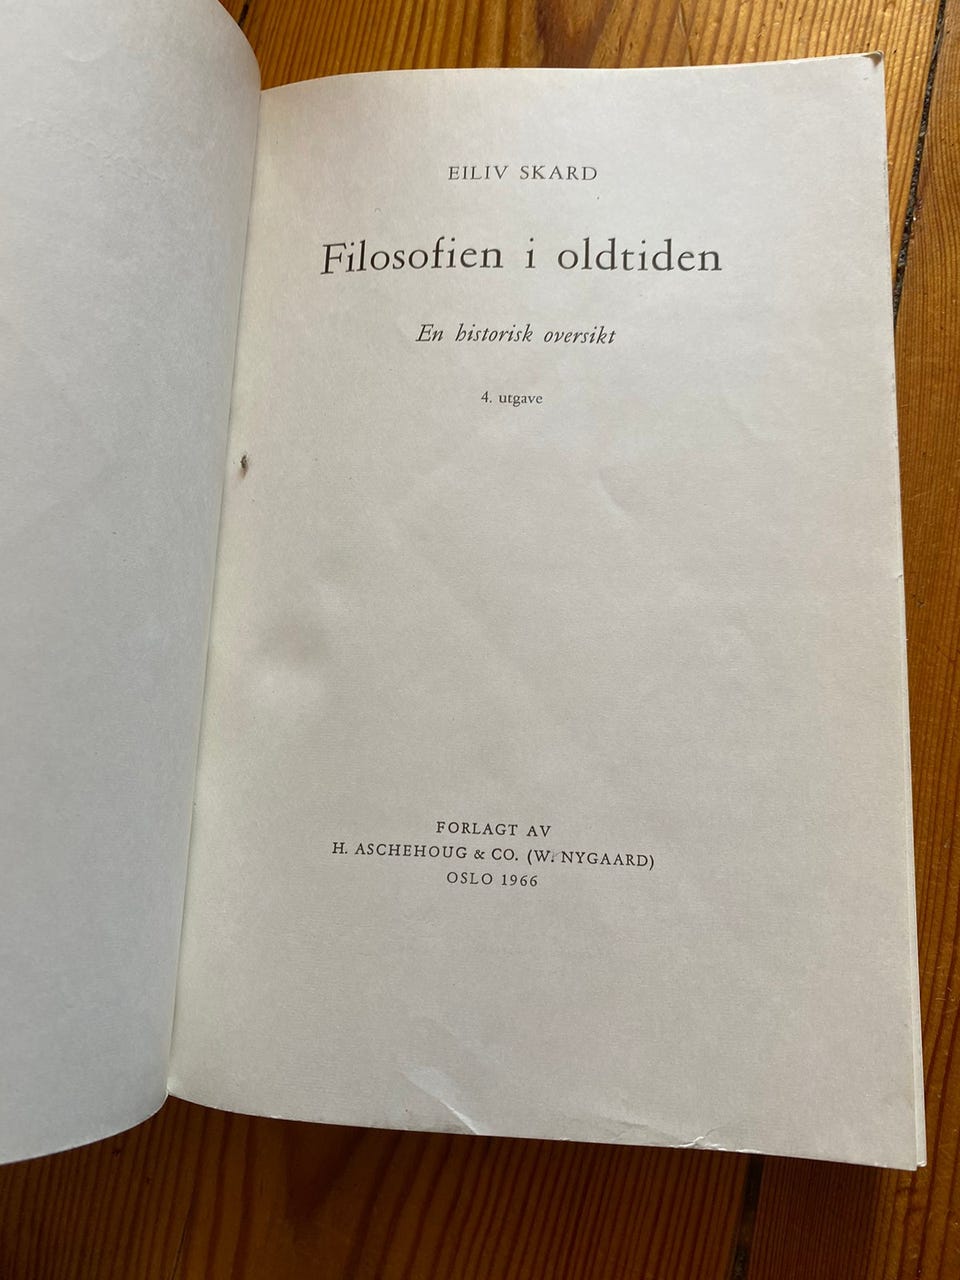 EILIV SKARD
Filosofien i oldtiden
En historisk oversikt
4. utgave
FORLAGT AV
H. ASCHEHOUG & CO. (W. NYGAARD)
OSLO 1966